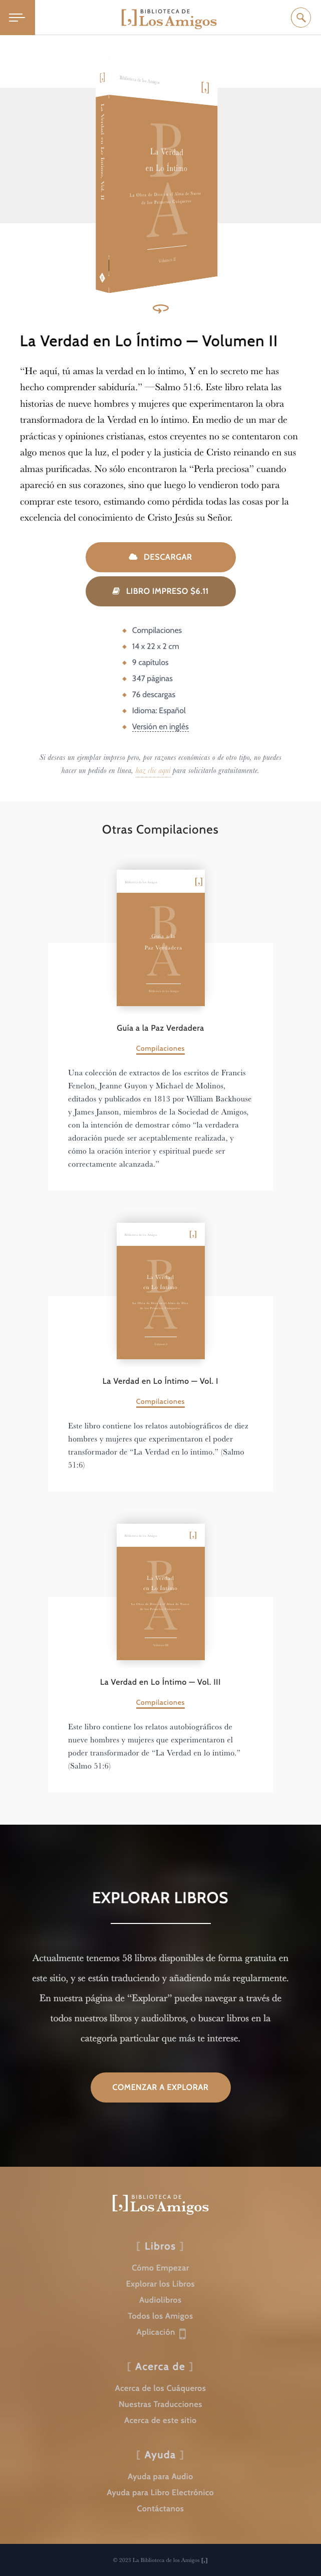 BIBLIOTECA DE
Los Amigos
Biblioteca de los Amigos
La Verdad en Lo Íntimo, Vol. II
La Verdad
en Lo Íntimo
BA
La Verdad en Lo Íntimo — Volumen II
“He aquí, tú amas la verdad en lo íntimo, Y en lo secreto me has
hecho comprender sabiduría.” —Salmo 51:6. Este libro relata las
historias de nueve hombres y mujeres que experimentaron la obra
transformadora de la Verdad en lo íntimo. En medio de un mar de
prácticas y opiniones cristianas, estos creyentes no se contentaron con
algo menos que la luz, el poder y la justicia de Cristo reinando en sus
almas purificadas. No sólo encontraron la “Perla preciosa” cuando
apareció en sus corazones, sino que luego lo vendieron todo para
comprar este tesoro, estimando como pérdida todas las cosas por la
excelencia del conocimiento de Cristo Jesús su Señor.
DESCARGAR
LIBRO IMPRESO $6.11
Compilaciones
14 x 22 x 2 cm
9 capítulos
347 páginas
76 descargas
Idioma: Español
Versión en inglés
Si deseas un ejemplar impreso pero, por razones económicas o de otro tipo, no puedes
hacer un pedido en línea, haz clic aquí para solicitarlo gratuitamente.
Otras Compilaciones
Biblioteca de los Amigos
BA
Guía a la
Paz Verdadera
Guía a la Paz Verdadera
Compilaciones
Una colección de extractos de los escritos de Francis
Fenelon, Jeanne Guyon y Michael de Molinos,
editados y publicados en 1813 por William Backhouse
y James Janson, miembros de la Sociedad de Amigos,
con la intención de demostrar cómo “la verdadera
adoración puede ser aceptablemente realizada, y
cómo la oración interior y espiritual puede ser
correctamente alcanzada.”
Biblioteca de los Amigos
BA
La Verdad
en Lo Íntimo
La Verdad en Lo Íntimo — Vol. I
Compilaciones
Este libro contiene los relatos autobiográficos de diez
hombres y mujeres que experimentaron el poder
transformador de “La Verdad en lo íntimo.” (Salmo
51:6)
Biblioteca de los Amigos
BA
La Verdad
en Lo Íntimo
La Verdad en Lo Íntimo — Vol. III
Compilaciones
Este libro contiene los relatos autobiográficos de
nueve hombres y mujeres que experimentaron el
poder transformador de “La Verdad en lo íntimo.”
(Salmo 51:6)
EXPLORAR LIBROS
Actualmente tenemos 58 libros disponibles de forma gratuita en
este sitio, y se están traduciendo y añadiendo más regularmente.
En nuestra página de “Explorar” puedes navegar a través de
todos nuestros libros y audiolibros, o buscar libros en la
categoría particular que más te interese.
COMENZAR A EXPLORAR
BIBLIOTECA DE
Los Amigos
[ Libros ]
Cómo Empezar
Explorar los Libros
Audiolibros
Todos los Amigos
Aplicación
[ Acerca de ]
Acerca de los Cuáqueros
Nuestras Traducciones
Acerca de este sitio
[ Ayuda ]
Ayuda para Audio
Ayuda para Libro Electrónico
Contáctanos
© 2025 La Biblioteca de los Amigos